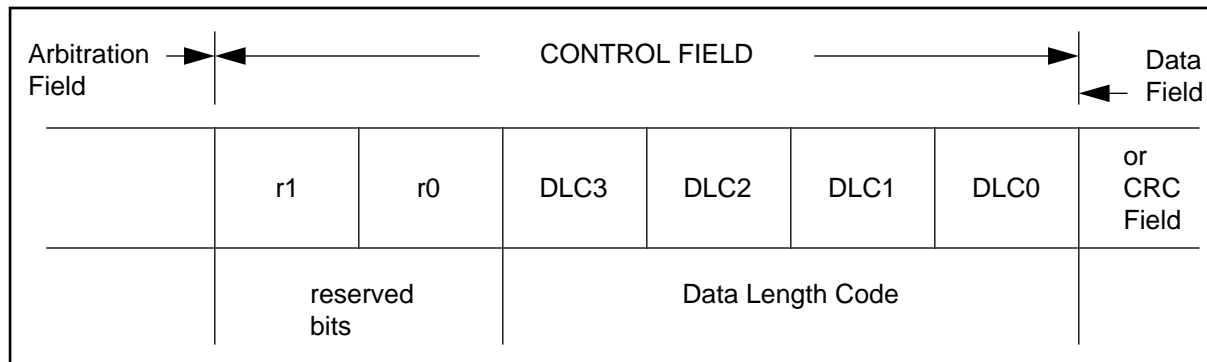 Arbitration
Field
CONTROL FIELD
Data
Field
r1 r0 DLC3 DLC2 DLC1 DLC0
or
CRC
Field
reserved
bits
Data Length Code